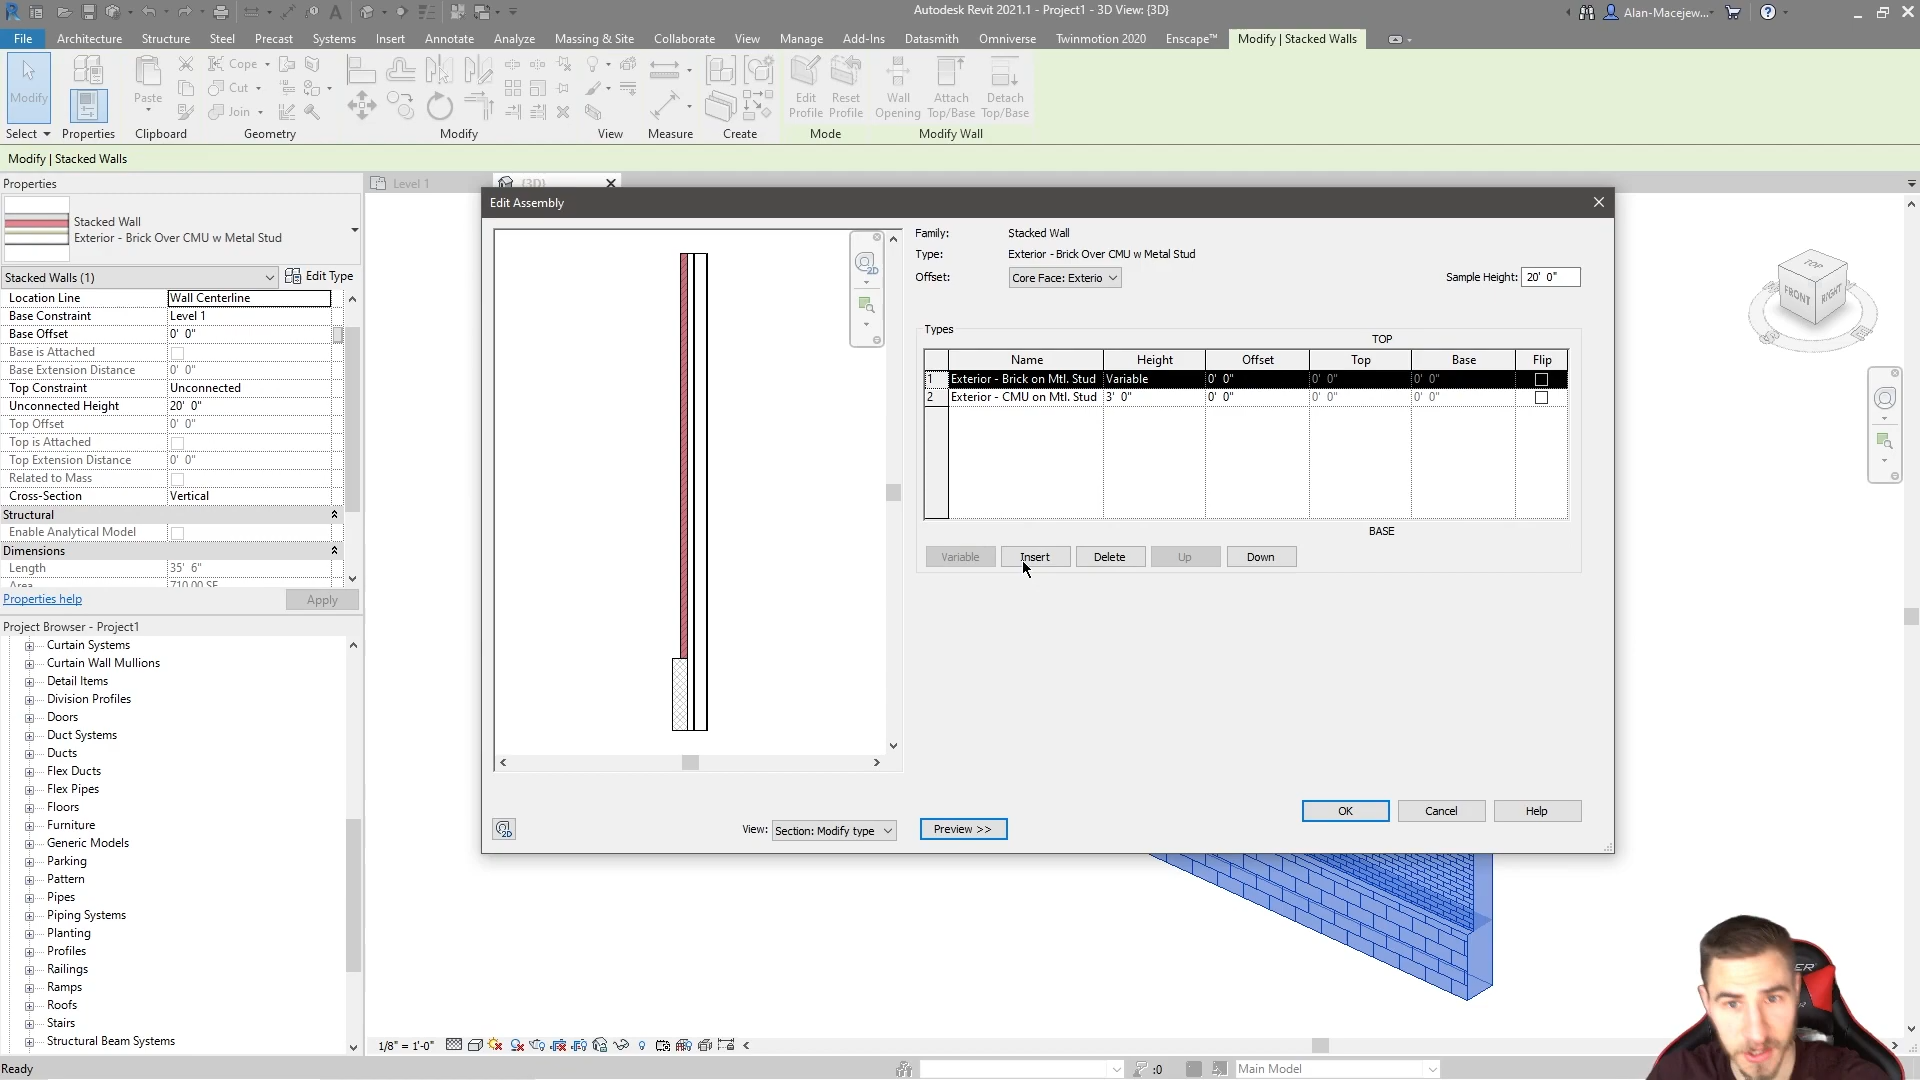 Autodesk Revit 2021.1 - Project1 - 3D View: {3D}
Alan-Macejew...
File Architecture Structure Steel Precast Systems Insert Annotate Analyze Massing & Site Collaborate View Manage Add-Ins Datasmith Omniverse Twinmotion 2020 Enscape™ Modify | Stacked Walls
Modify
Paste
Cope
Cut
Join
Edit Profile
Reset Profile
Wall Opening
Attach Top/Base
Detach Top/Base
Select Properties Clipboard Geometry Modify View Measure Create Mode Modify Wall
Modify | Stacked Walls
Properties
Level 1
{3D}
Stacked Wall
Exterior - Brick Over CMU w Metal Stud
Stacked Walls (1)
Edit Type
Location Line Wall Centerline
Base Constraint Level 1
Base Offset 0' 0"
Base is Attached
Base Extension Distance 0' 0"
Top Constraint Unconnected
Unconnected Height 20' 0"
Top Offset 0' 0"
Top is Attached
Top Extension Distance 0' 0"
Related to Mass
Cross-Section Vertical
Structural
Enable Analytical Model
Dimensions
Length 35' 6"
Area 710.00 SF
Properties help
Apply
Project Browser - Project1
Curtain Systems
Curtain Wall Mullions
Detail Items
Division Profiles
Doors
Duct Systems
Ducts
Flex Ducts
Flex Pipes
Floors
Furniture
Generic Models
Parking
Pattern
Pipes
Piping Systems
Planting
Profiles
Railings
Ramps
Roofs
Stairs
Structural Beam Systems
Edit Assembly
2D
Family: Stacked Wall
Type: Exterior - Brick Over CMU w Metal Stud
Offset: Core Face: Exterio
Sample Height: 20' 0"
Types
TOP
Name Height Offset Top Base Flip
1 Exterior - Brick on Mtl. Stud Variable 0' 0" 0' 0" 0' 0"
2 Exterior - CMU on Mtl. Stud 3' 0" 0' 0" 0' 0" 0' 0"
BASE
Variable Insert Delete Up Down
OK Cancel Help
View: Section: Modify type
Preview >>
TOP
FRONT
RIGHT
1/8" = 1'-0"
Ready
:0
Main Model